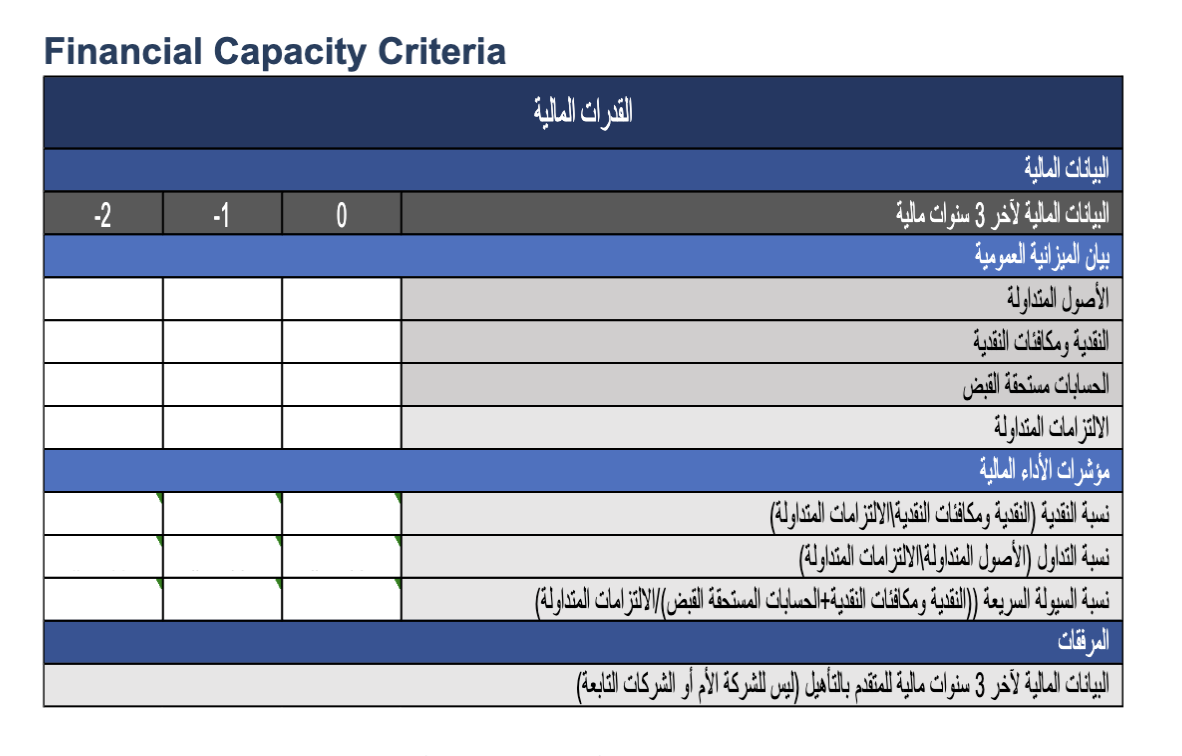 Financial Capacity Criteria
القدرات المالية
البيانات المالية
البيانات المالية لآخر 3 سنوات مالية 0 -1 -2
بيان الميزانية العمومية
الأصول المتداولة
النقدية ومكافئات النقدية
الحسابات مستحقة القبض
الالتزامات المتداولة
مؤشرات الأداء المالية
نسبة النقدية (النقدية ومكافئات النقدية\الالتزامات المتداولة)
نسبة التداول (الأصول المتداولة\الالتزامات المتداولة)
نسبة السيولة السريعة ((النقدية ومكافئات النقدية+الحسابات المستحقة القبض)/الالتزامات المتداولة)
المرفقات
البيانات المالية لآخر 3 سنوات مالية للمتقدم بالتأهيل (ليس للشركة الأم أو الشركات التابعة)